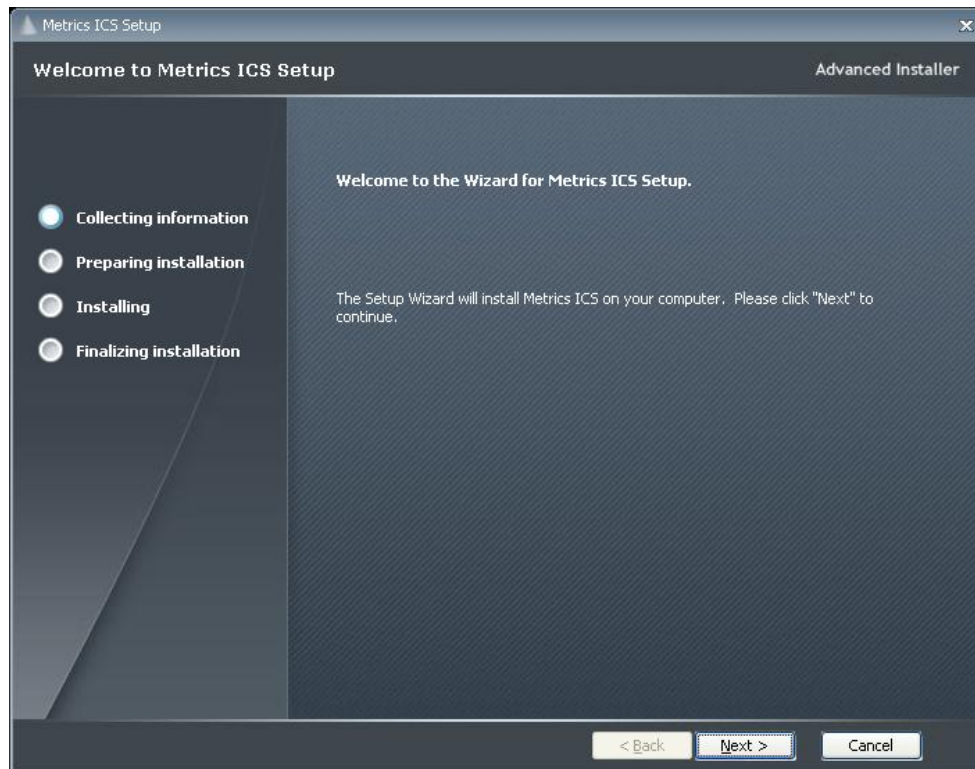 Metrics ICS Setup
Welcome to Metrics ICS Setup
Advanced Installer
Collecting information
Preparing installation
Installing
Finalizing installation
Welcome to the Wizard for Metrics ICS Setup.
The Setup Wizard will install Metrics ICS on your computer.  Please click "Next" to
continue.
< Back
Next >
Cancel